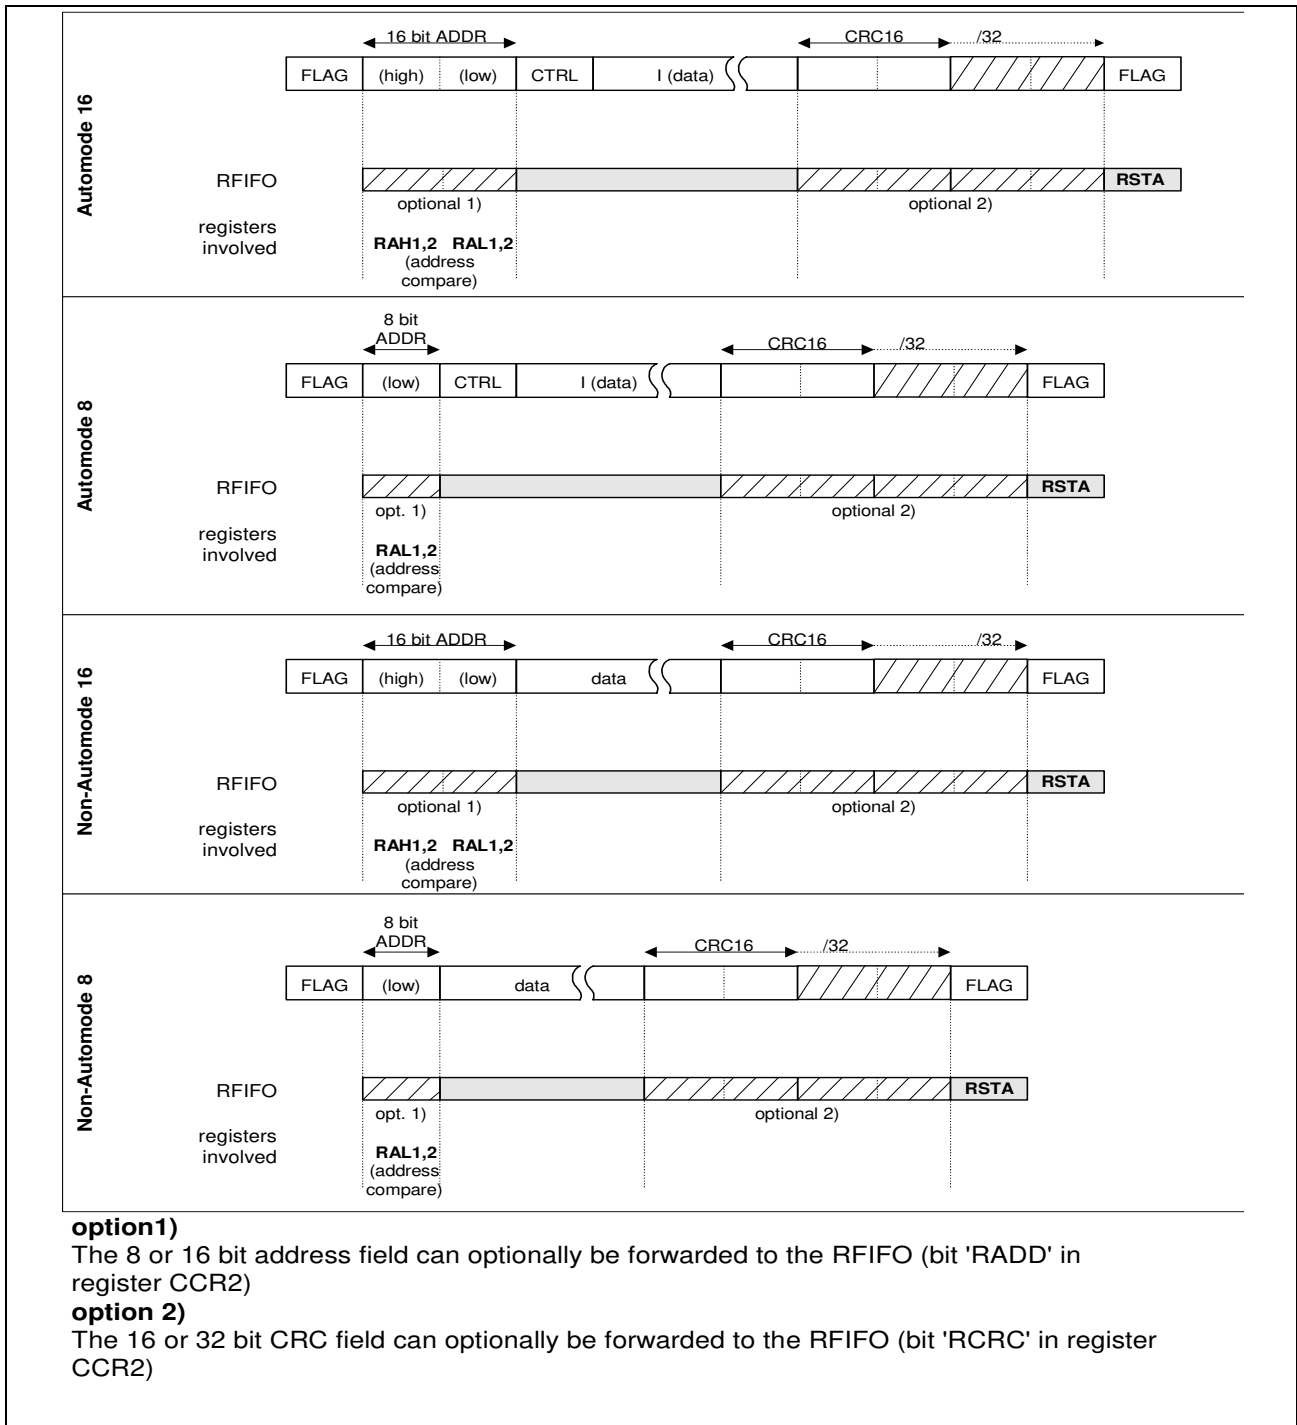 Automode 16
16 bit ADDR CRC16 /32
FLAG (high) (low) CTRL I (data) FLAG
RFIFO RSTA
optional 1) optional 2)
registers
involved
RAH1,2 RAL1,2
(address
compare)
Automode 8
8 bit
ADDR CRC16 /32
FLAG (low) CTRL I (data) FLAG
RFIFO RSTA
opt. 1) optional 2)
registers
involved
RAL1,2
(address
compare)
Non-Automode 16
16 bit ADDR CRC16 /32
FLAG (high) (low) data FLAG
RFIFO RSTA
optional 1) optional 2)
registers
involved
RAH1,2 RAL1,2
(address
compare)
Non-Automode 8
8 bit
ADDR CRC16 /32
FLAG (low) data FLAG
RFIFO RSTA
opt. 1) optional 2)
registers
involved
RAL1,2
(address
compare)
option1)
The 8 or 16 bit address field can optionally be forwarded to the RFIFO (bit 'RADD' in
register CCR2)
option 2)
The 16 or 32 bit CRC field can optionally be forwarded to the RFIFO (bit 'RCRC' in register
CCR2)